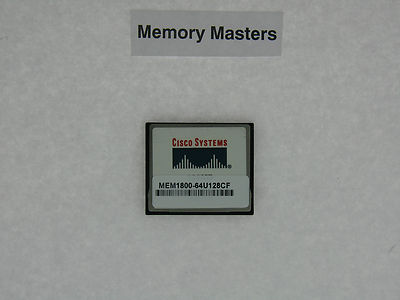 Memory Masters
CISCO SYSTEMS
®
MEM1800-64U128CF